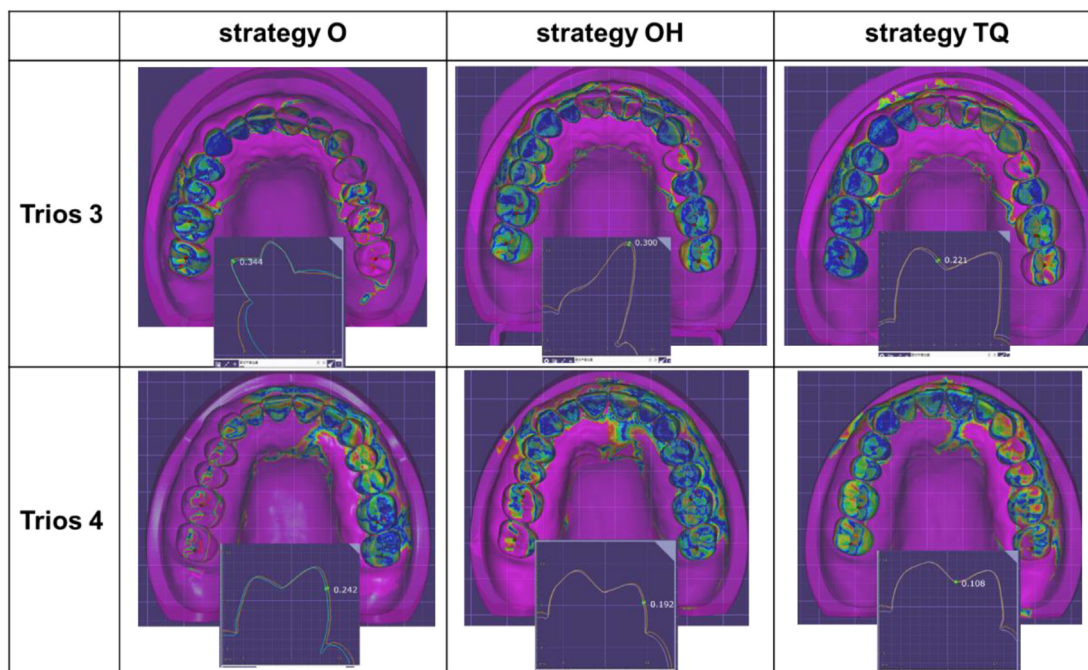 strategy O
strategy OH
strategy TQ
Trios 3
0.344
0.300
0.221
Trios 4
0.242
0.192
0.108